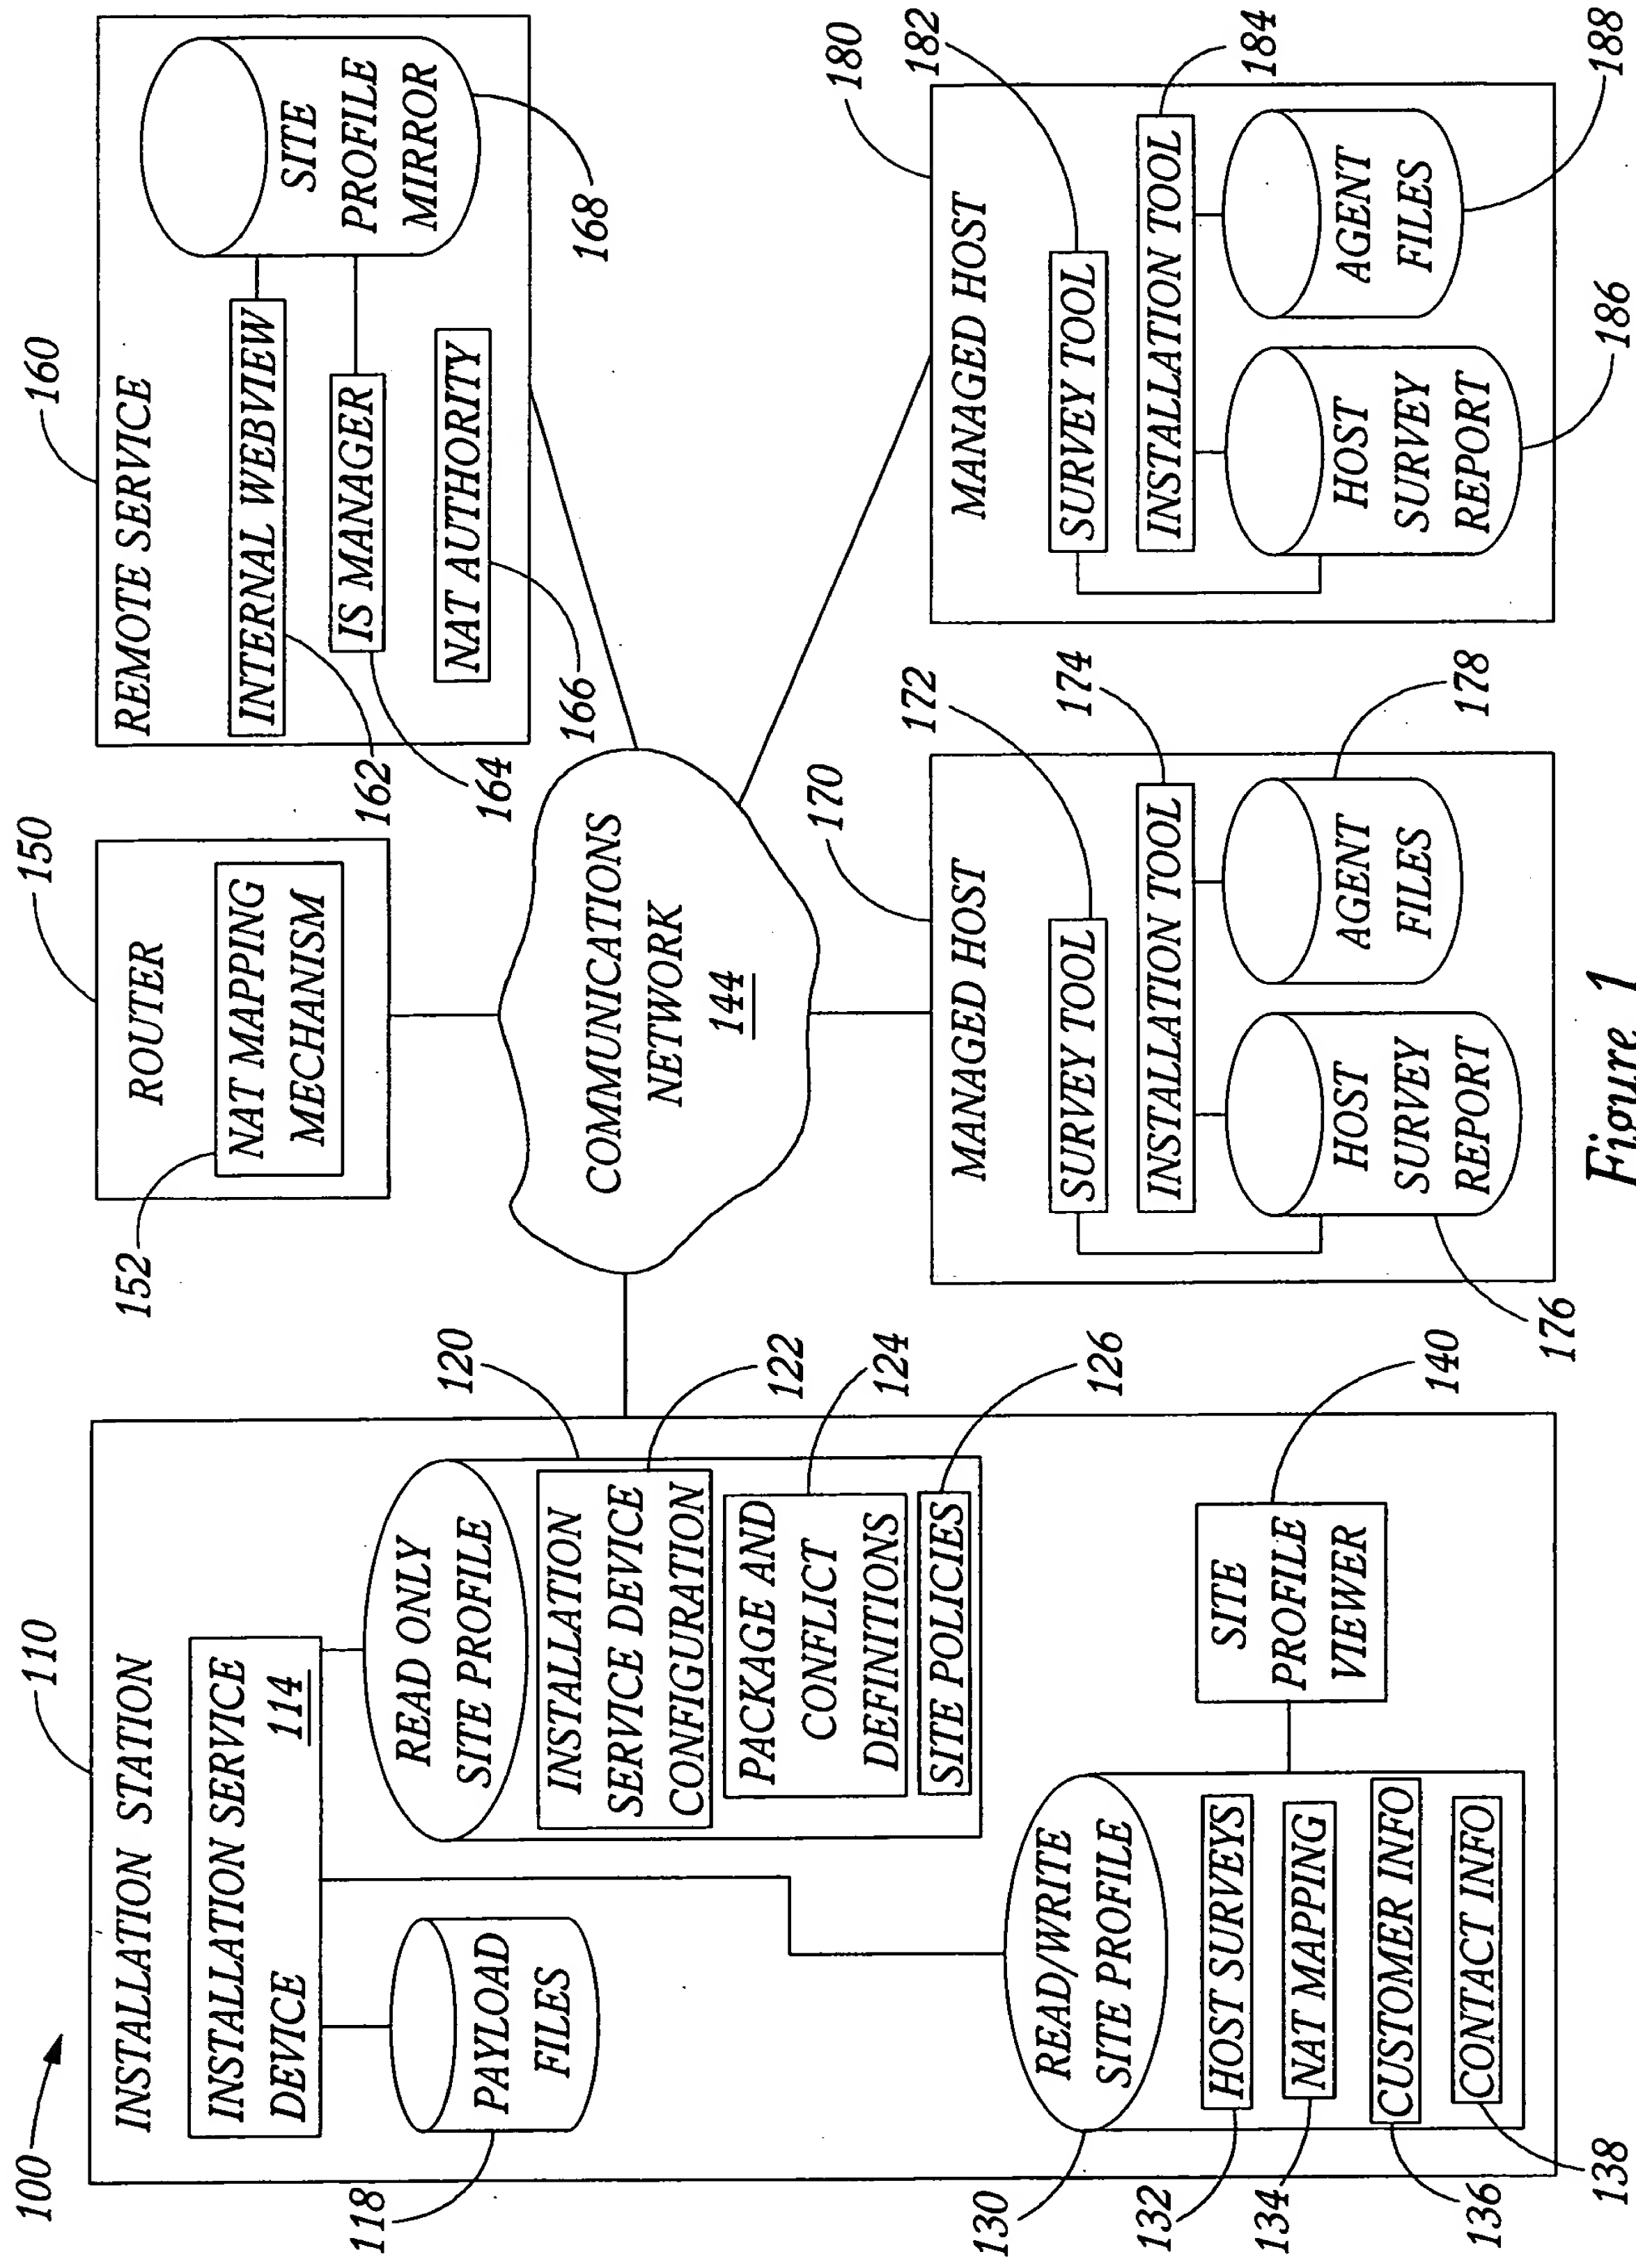 100
110
INSTALLATION STATION
INSTALLATION SERVICE
DEVICE
114
118
PAYLOAD
FILES
120
READ ONLY
SITE PROFILE
122
INSTALLATION
SERVICE DEVICE
CONFIGURATION
124
PACKAGE AND
CONFLICT
DEFINITIONS
126
SITE POLICIES
130
READ/WRITE
SITE PROFILE
132
HOST SURVEYS
134
NAT MAPPING
136
CUSTOMER INFO
138
CONTACT INFO
140
SITE
PROFILE
VIEWER
150
ROUTER
152
NAT MAPPING
MECHANISM
COMMUNICATIONS
NETWORK
144
160
REMOTE SERVICE
162
INTERNAL WEBVIEW
164
IS MANAGER
166
NAT AUTHORITY
168
SITE
PROFILE
MIRROR
170
MANAGED HOST
172
SURVEY TOOL
174
INSTALLATION TOOL
176
HOST
SURVEY
REPORT
178
AGENT
FILES
180
MANAGED HOST
182
SURVEY TOOL
184
INSTALLATION TOOL
186
HOST
SURVEY
REPORT
188
AGENT
FILES
Figure 1